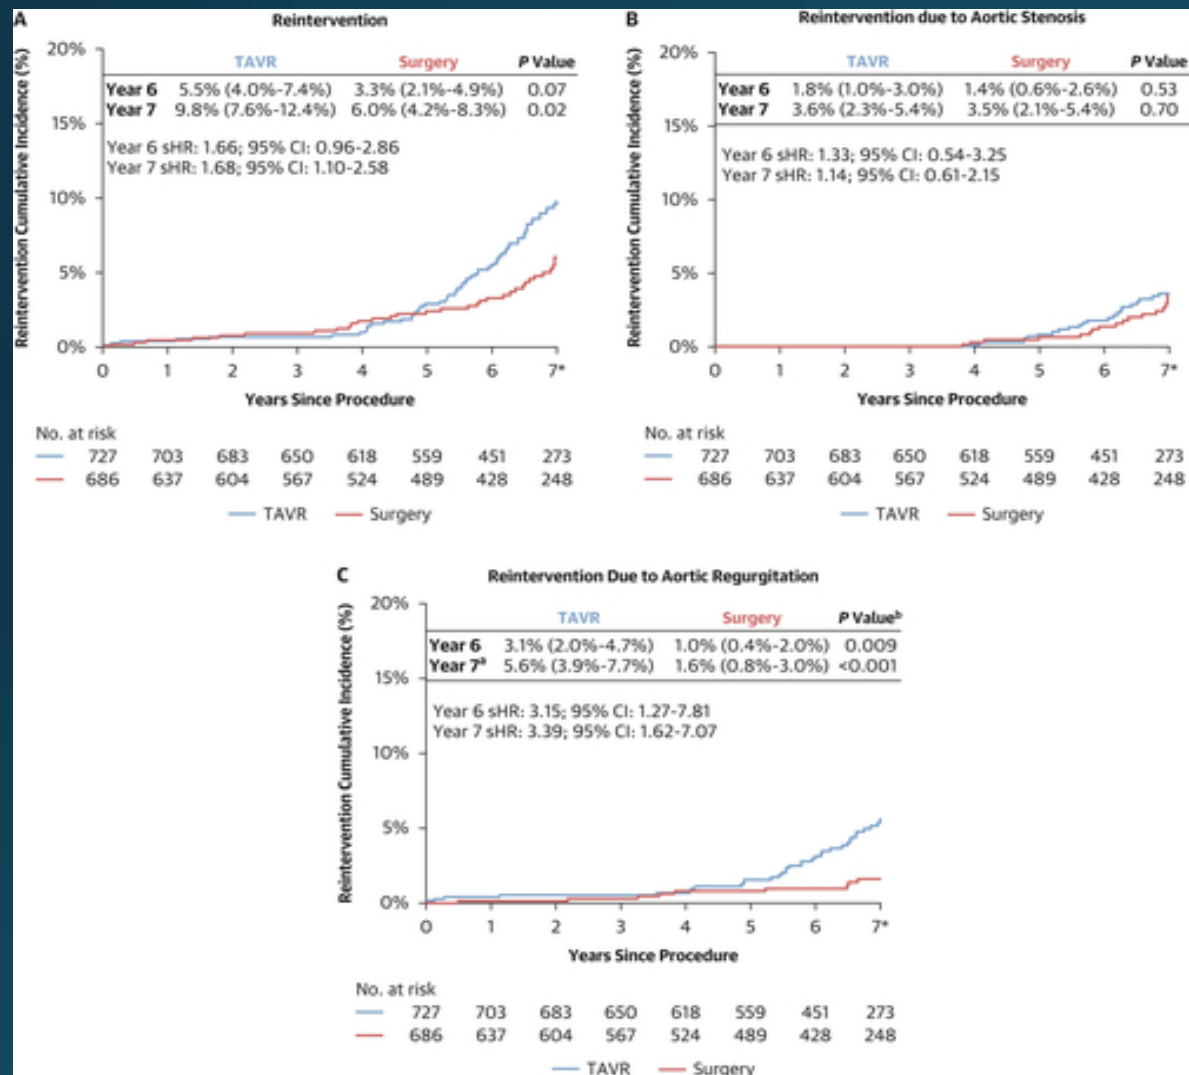 A
Reintervention
Reintervention Cumulative Incidence (%)
20%
15%
10%
5%
0%
TAVR Surgery P Value
Year 6 5.5% (4.0%-7.4%) 3.3% (2.1%-4.9%) 0.07
Year 7 9.8% (7.6%-12.4%) 6.0% (4.2%-8.3%) 0.02
Year 6 sHR: 1.66; 95% CI: 0.96-2.86
Year 7 sHR: 1.68; 95% CI: 1.10-2.58
0 1 2 3 4 5 6 7*
Years Since Procedure
No. at risk
727 703 683 650 618 559 451 273
686 637 604 567 524 489 428 248
TAVR Surgery
B
Reintervention due to Aortic Stenosis
Reintervention Cumulative Incidence (%)
20%
15%
10%
5%
0%
TAVR Surgery P Value
Year 6 1.8% (1.0%-3.0%) 1.4% (0.6%-2.6%) 0.53
Year 7 3.6% (2.3%-5.4%) 3.5% (2.1%-5.4%) 0.70
Year 6 sHR: 1.33; 95% CI: 0.54-3.25
Year 7 sHR: 1.14; 95% CI: 0.61-2.15
0 1 2 3 4 5 6 7*
Years Since Procedure
No. at risk
727 703 683 650 618 559 451 273
686 637 604 567 524 489 428 248
TAVR Surgery
C
Reintervention Due to Aortic Regurgitation
Reintervention Cumulative Incidence (%)
20%
15%
10%
5%
0%
TAVR Surgery P Valueᵇ
Year 6 3.1% (2.0%-4.7%) 1.0% (0.4%-2.0%) 0.009
Year 7ᵃ 5.6% (3.9%-7.7%) 1.6% (0.8%-3.0%) <0.001
Year 6 sHR: 3.15; 95% CI: 1.27-7.81
Year 7 sHR: 3.39; 95% CI: 1.62-7.07
0 1 2 3 4 5 6 7*
Years Since Procedure
No. at risk
727 703 683 650 618 559 451 273
686 637 604 567 524 489 428 248
TAVR Surgery